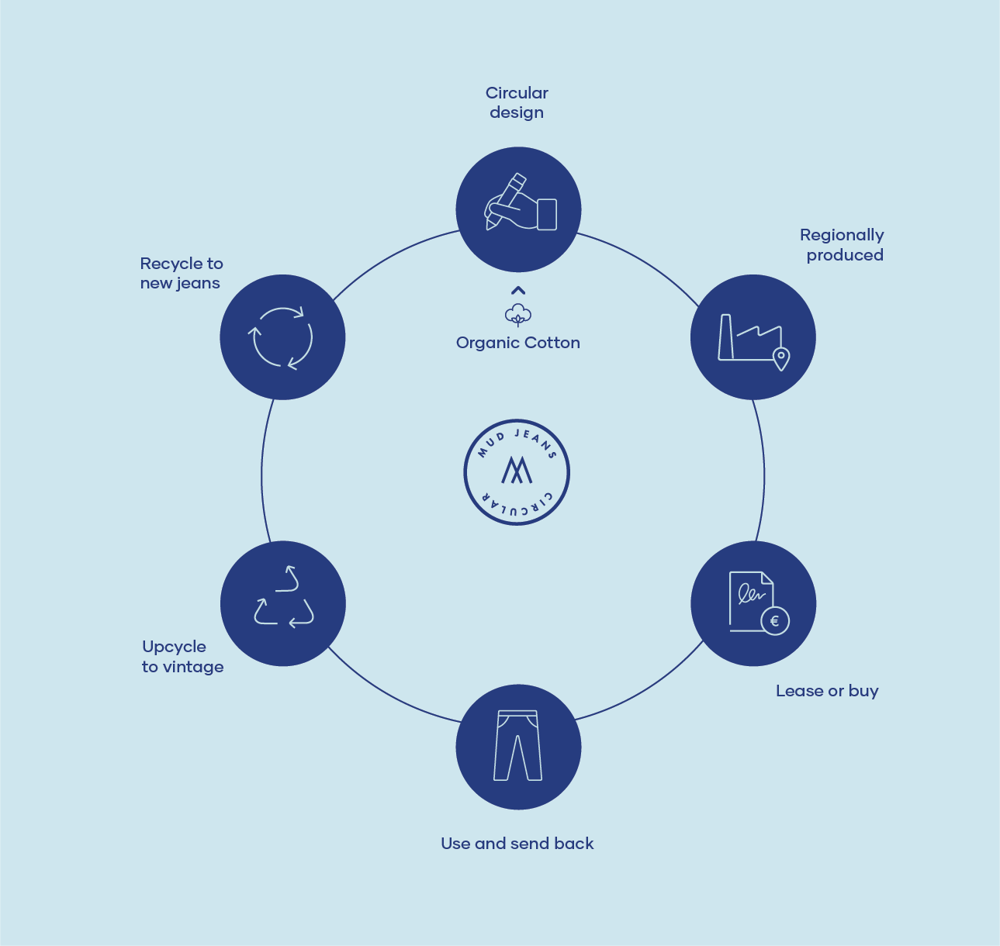 Circular
design
Regionally
produced
Recycle to
new jeans
Organic Cotton
MUD JEANS
CIRCULAR
€
Upcycle
to vintage
Lease or buy
Use and send back